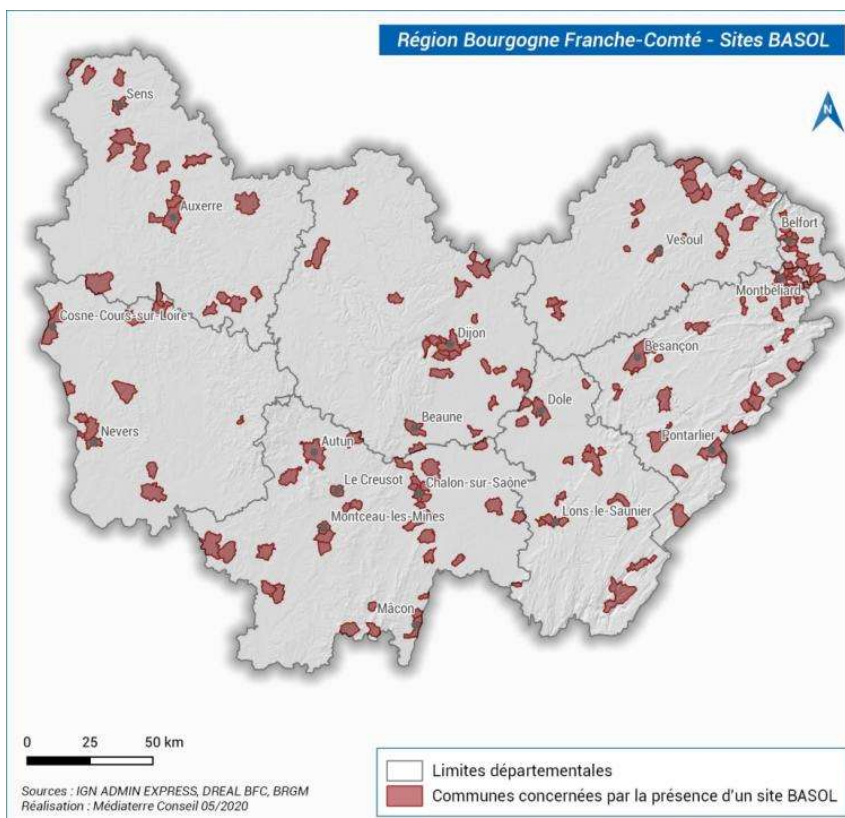 Région Bourgogne Franche-Comté - Sites BASOL
N
Sens
Auxerre
Belfort
Vesoul
Montbéliard
Cosne-Cours-sur-Loire
Dijon
Besançon
Dole
Beaune
Nevers
Autun
Pontarlier
Le Creusot
Chalon-sur-Saône
Montceau-les-Mines
Lons-le-Saunier
Mâcon
0 25 50 km
Limites départementales
Communes concernées par la présence d'un site BASOL
Sources : IGN ADMIN EXPRESS, DREAL BFC, BRGM
Réalisation : Médiaterre Conseil 05/2020